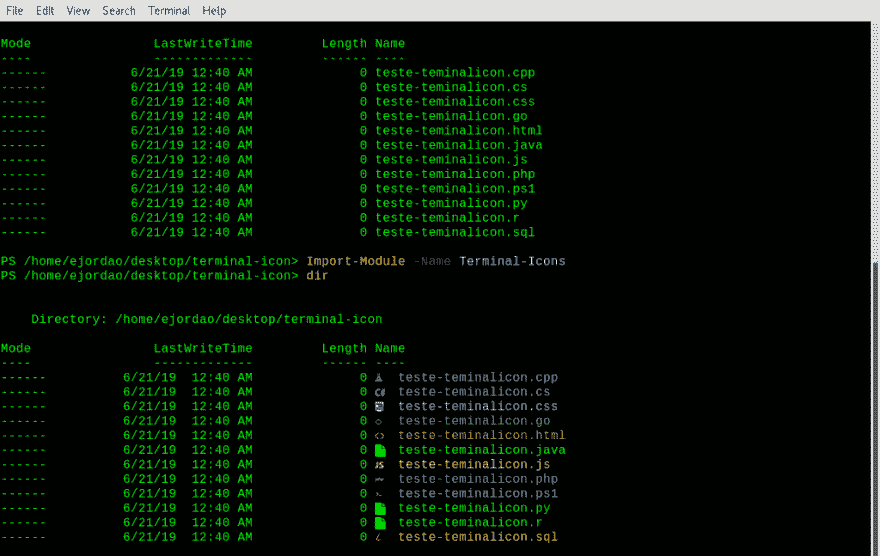 File Edit View Search Terminal Help
Mode LastWriteTime Length Name
---- ------------- ------ ----
------ 6/21/19 12:40 AM 0 teste-teminalicon.cpp
------ 6/21/19 12:40 AM 0 teste-teminalicon.cs
------ 6/21/19 12:40 AM 0 teste-teminalicon.css
------ 6/21/19 12:40 AM 0 teste-teminalicon.go
------ 6/21/19 12:40 AM 0 teste-teminalicon.html
------ 6/21/19 12:40 AM 0 teste-teminalicon.java
------ 6/21/19 12:40 AM 0 teste-teminalicon.js
------ 6/21/19 12:40 AM 0 teste-teminalicon.php
------ 6/21/19 12:40 AM 0 teste-teminalicon.ps1
------ 6/21/19 12:40 AM 0 teste-teminalicon.py
------ 6/21/19 12:40 AM 0 teste-teminalicon.r
------ 6/21/19 12:40 AM 0 teste-teminalicon.sql
PS /home/ejordao/desktop/terminal-icon> Import-Module -Name Terminal-Icons
PS /home/ejordao/desktop/terminal-icon> dir
Directory: /home/ejordao/desktop/terminal-icon
Mode LastWriteTime Length Name
---- ------------- ------ ----
------ 6/21/19 12:40 AM 0 teste-teminalicon.cpp
------ 6/21/19 12:40 AM 0 C# teste-teminalicon.cs
------ 6/21/19 12:40 AM 0 teste-teminalicon.css
------ 6/21/19 12:40 AM 0 teste-teminalicon.go
------ 6/21/19 12:40 AM 0 <> teste-teminalicon.html
------ 6/21/19 12:40 AM 0 teste-teminalicon.java
------ 6/21/19 12:40 AM 0 JS teste-teminalicon.js
------ 6/21/19 12:40 AM 0 teste-teminalicon.php
------ 6/21/19 12:40 AM 0 teste-teminalicon.ps1
------ 6/21/19 12:40 AM 0 teste-teminalicon.py
------ 6/21/19 12:40 AM 0 teste-teminalicon.r
------ 6/21/19 12:40 AM 0 teste-teminalicon.sql